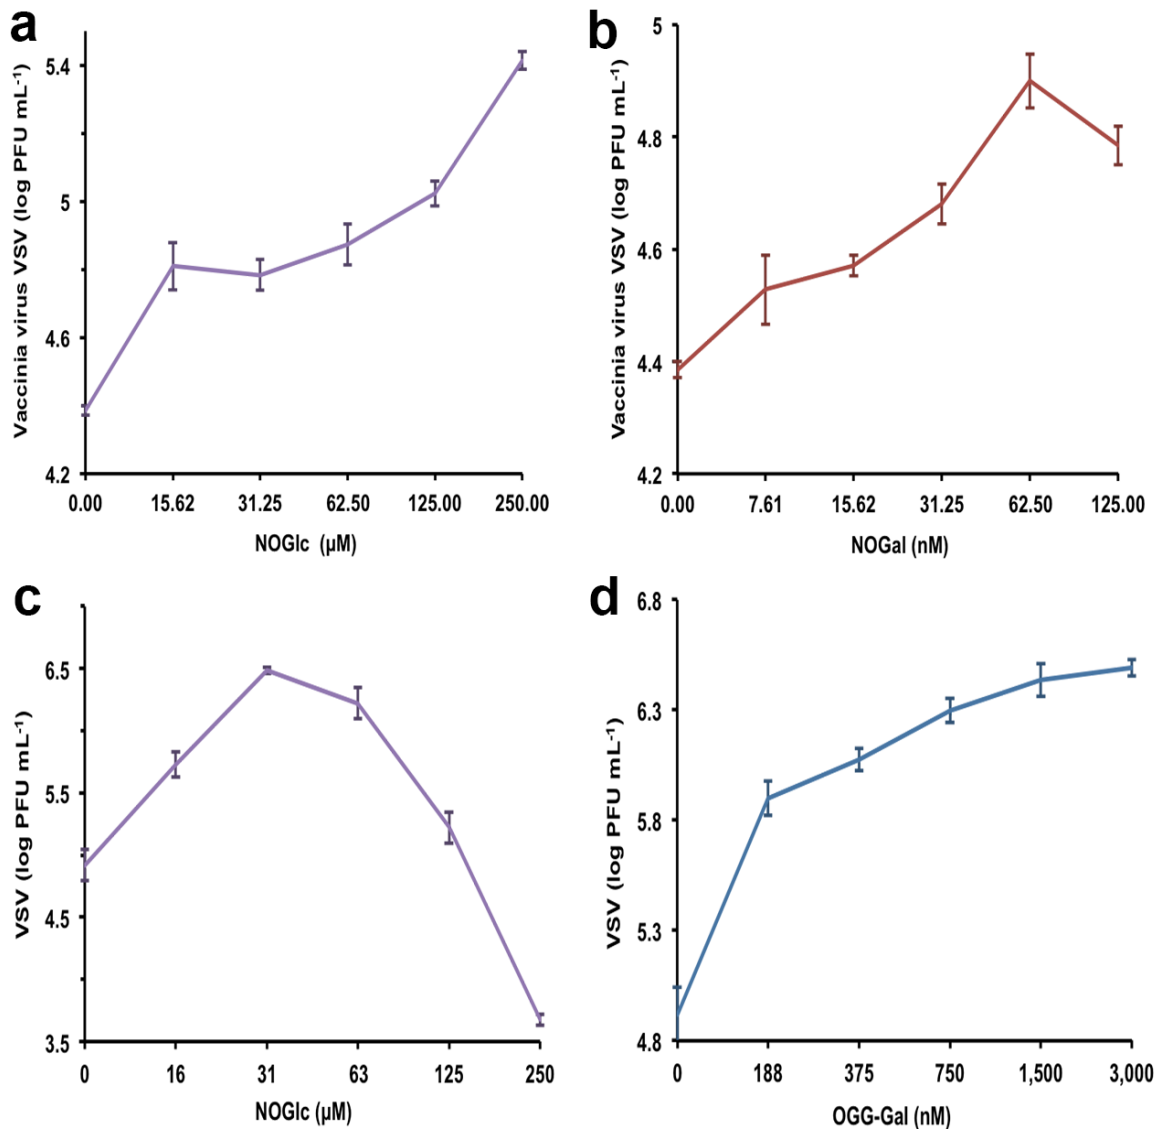 a
Vaccinia virus VSV (log PFU mL⁻¹)
5.4
5
4.6
4.2
0.00 15.62 31.25 62.50 125.00 250.00
NOGlc (µM)
b
Vaccinia virus VSV (log PFU mL⁻¹)
5
4.8
4.6
4.4
4.2
0.00 7.61 15.62 31.25 62.50 125.00
NOGal (nM)
c
VSV (log PFU mL⁻¹)
6.5
5.5
4.5
3.5
0 16 31 63 125 250
NOGlc (µM)
d
VSV (log PFU mL⁻¹)
6.8
6.3
5.8
5.3
4.8
0 188 375 750 1,500 3,000
OGG-Gal (nM)